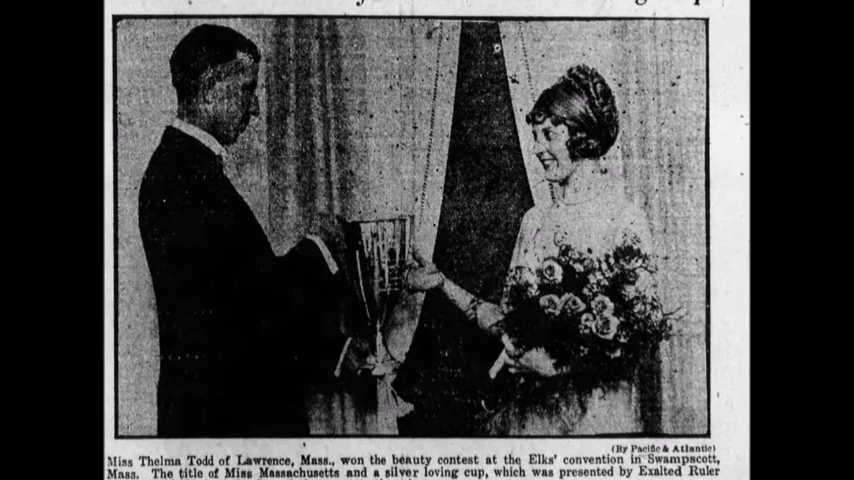 (By Pacific & Atlantic)
Miss Thelma Todd of Lawrence, Mass., won the beauty contest at the Elks' convention in Swampscott,
Mass. The title of Miss Massachusetts and a silver loving cup, which was presented by Exalted Ruler